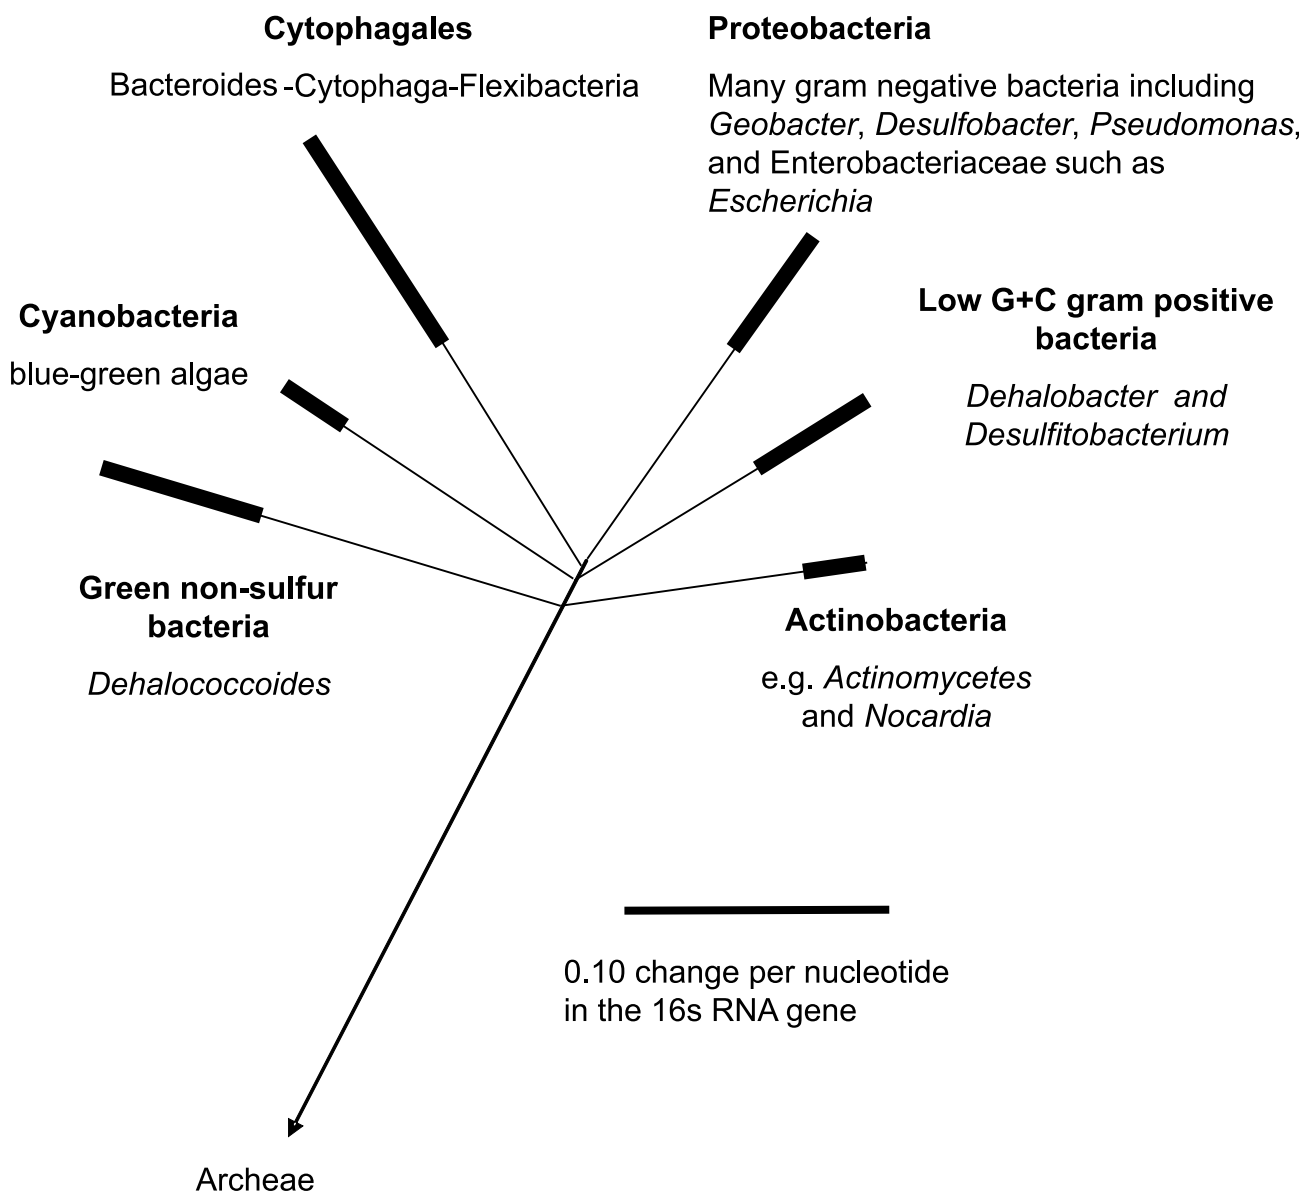 Cytophagales
Bacteroides-Cytophaga-Flexibacteria
Proteobacteria
Many gram negative bacteria including
Geobacter, Desulfobacter, Pseudomonas,
and Enterobacteriaceae such as
Escherichia
Cyanobacteria
blue-green algae
Low G+C gram positive
bacteria
Dehalobacter and
Desulfitobacterium
Green non-sulfur
bacteria
Dehalococcoides
Actinobacteria
e.g. Actinomycetes
and Nocardia
0.10 change per nucleotide
in the 16s RNA gene
Archeae